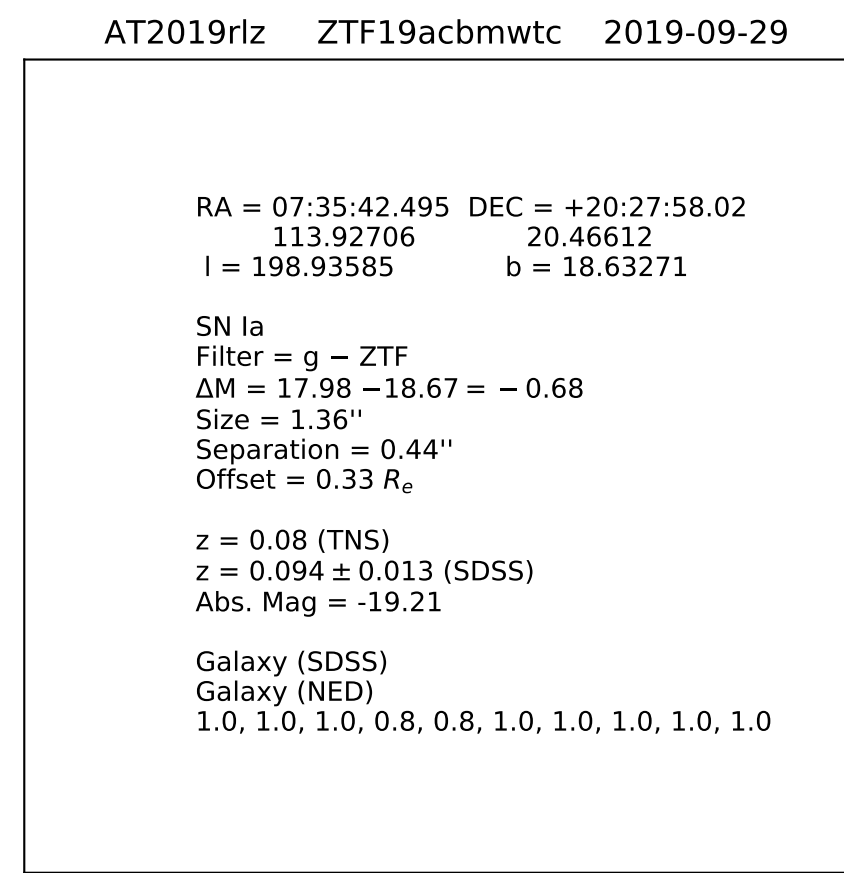 AT2019rlz ZTF19acbmwtc 2019-09-29
RA = 07:35:42.495 DEC = +20:27:58.02
113.92706 20.46612
l = 198.93585 b = 18.63271
SN Ia
Filter = g − ZTF
ΔM = 17.98 −18.67 = − 0.68
Size = 1.36''
Separation = 0.44''
Offset = 0.33 Rₑ
z = 0.08 (TNS)
z = 0.094 ± 0.013 (SDSS)
Abs. Mag = -19.21
Galaxy (SDSS)
Galaxy (NED)
1.0, 1.0, 1.0, 0.8, 0.8, 1.0, 1.0, 1.0, 1.0, 1.0